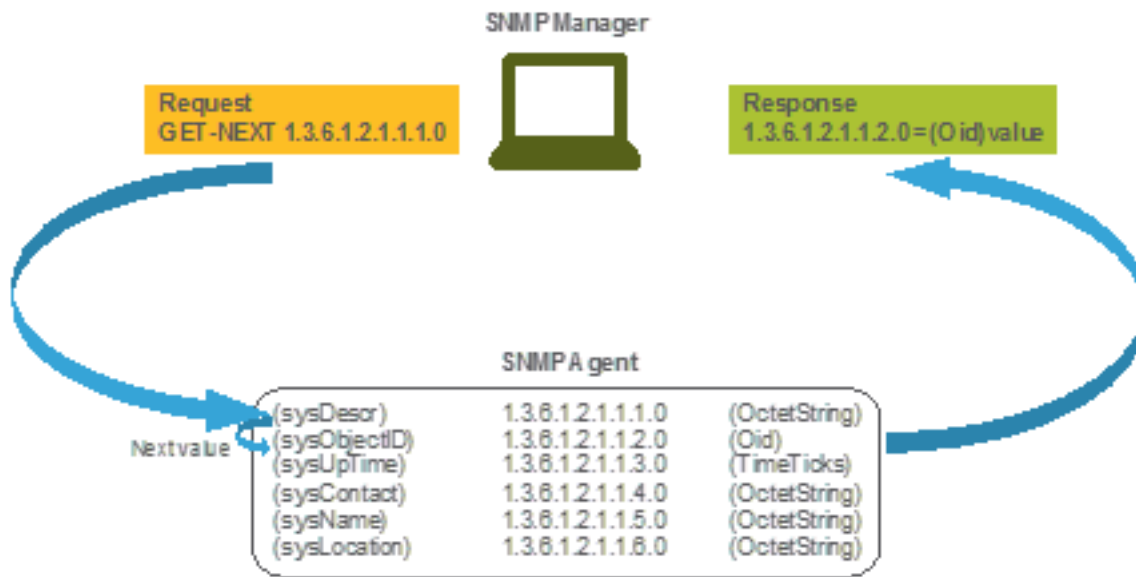 SNMP Manager
Request
GET-NEXT 1.3.6.1.2.1.1.1.0
Response
1.3.6.1.2.1.1.2.0=(Oid)value
SNMP Agent
(sysDescr) 1.3.6.1.2.1.1.1.0 (OctetString)
(sysObjectID) 1.3.6.1.2.1.1.2.0 (Oid)
(sysUpTime) 1.3.6.1.2.1.1.3.0 (TimeTicks)
(sysContact) 1.3.6.1.2.1.1.4.0 (OctetString)
(sysName) 1.3.6.1.2.1.1.5.0 (OctetString)
(sysLocation) 1.3.6.1.2.1.1.6.0 (OctetString)
Next value